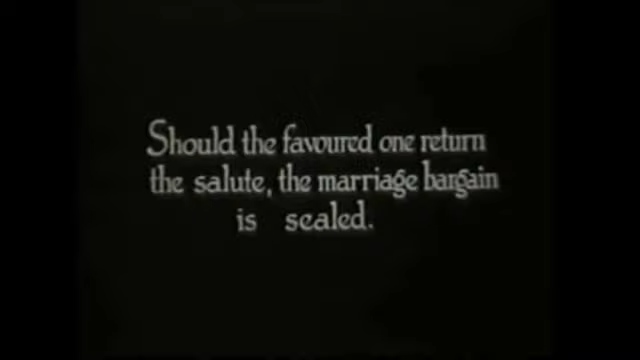 Should the favoured one return
the salute, the marriage bargain
is sealed.